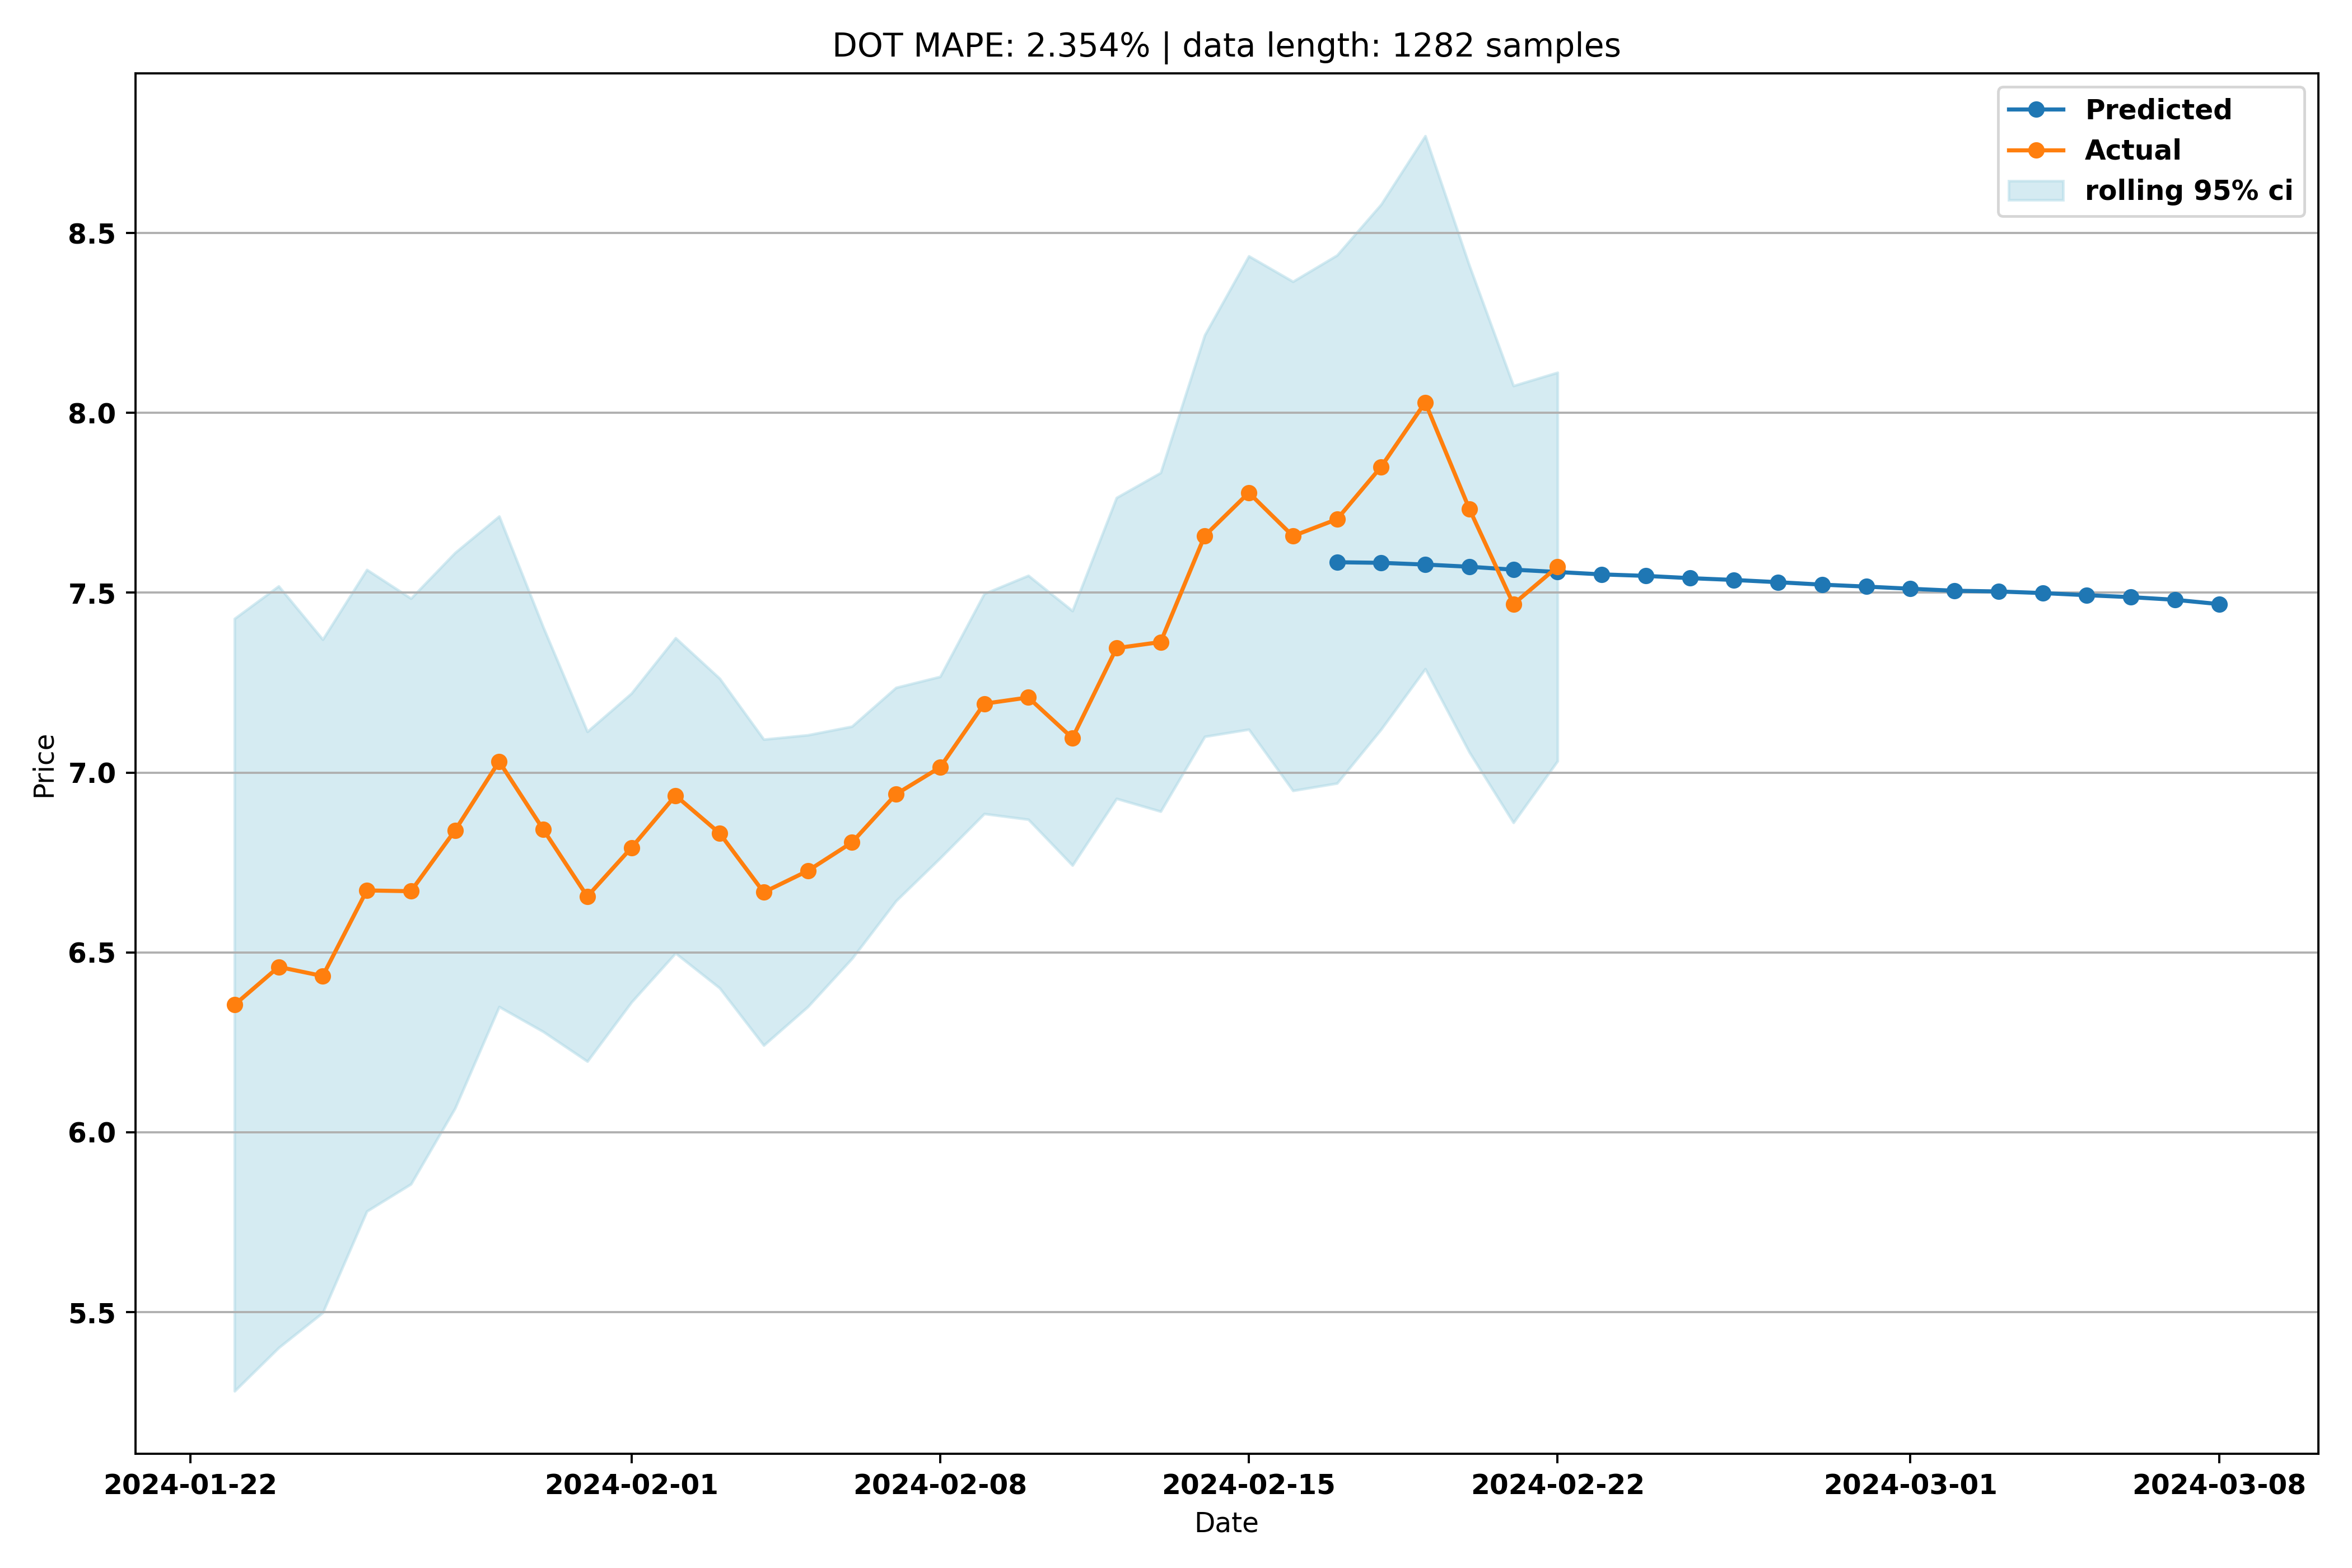 DOT MAPE: 2.354% | data length: 1282 samples
Predicted
Actual
rolling 95% ci
8.5
8.0
7.5
7.0
6.5
6.0
5.5
Price
2024-01-22
2024-02-01
2024-02-08
2024-02-15
2024-02-22
2024-03-01
2024-03-08
Date